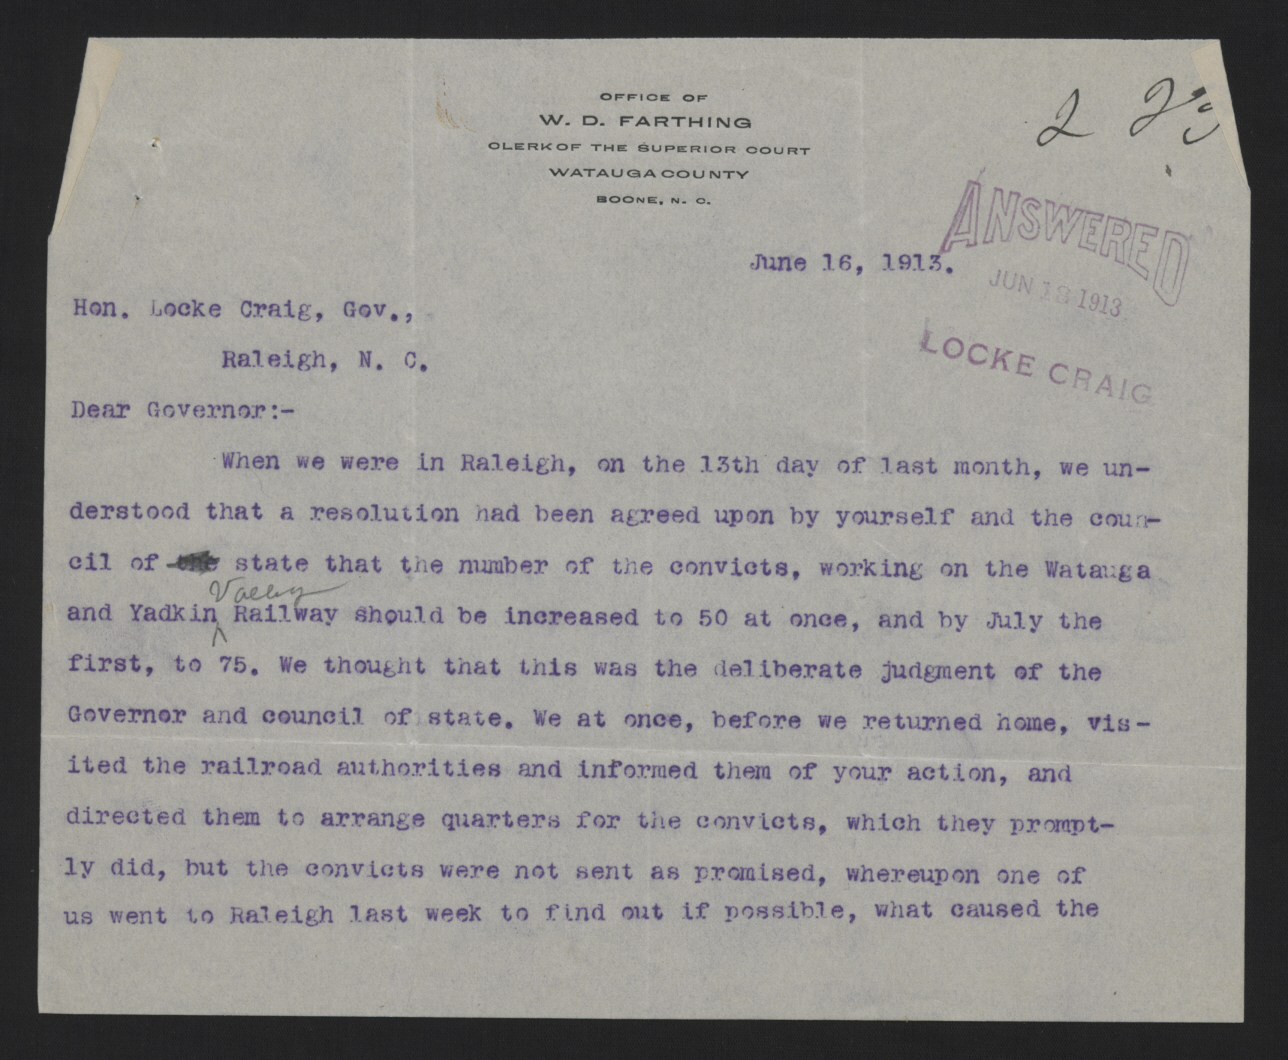 OFFICE OF
W. D. FARTHING
CLERK OF THE SUPERIOR COURT
WATAUGA COUNTY
BOONE, N. C.
ANSWERED
JUN 18 1913
LOCKE CRAIG
June 16, 1913.
Hon. Locke Craig, Gov.,
Raleigh, N. C.
Dear Governor:-
When we were in Raleigh, on the 13th day of last month, we un-
derstood that a resolution had been agreed upon by yourself and the coun-
cil of state that the number of the convicts, working on the Watauga
Valley
and Yadkin Railway should be increased to 50 at once, and by July the
first, to 75. We thought that this was the deliberate judgment of the
Governor and council of state. We at once, before we returned home, vis-
ited the railroad authorities and informed them of your action, and
directed them to arrange quarters for the convicts, which they prompt-
ly did, but the convicts were not sent as promised, whereupon one of
us went to Raleigh last week to find out if possible, what caused the